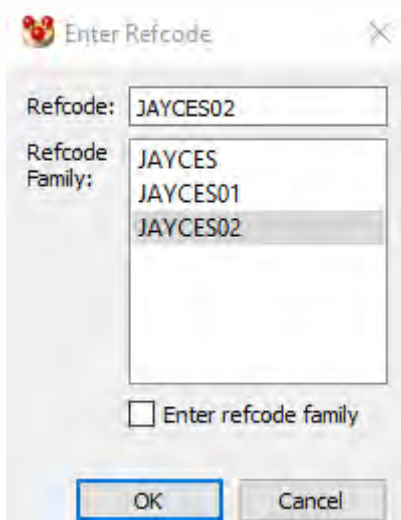 Enter Refcode
Refcode: JAYCES02
Refcode Family:
JAYCES
JAYCES01
JAYCES02
Enter refcode family
OK Cancel